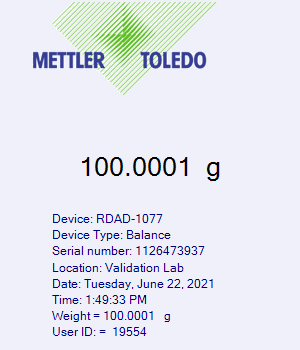 METTLER TOLEDO
100.0001 g
Device: RDAD-1077
Device Type: Balance
Serial number: 1126473937
Location: Validation Lab
Date: Tuesday, June 22, 2021
Time: 1:49:33 PM
Weight = 100.0001 g
User ID: = 19554